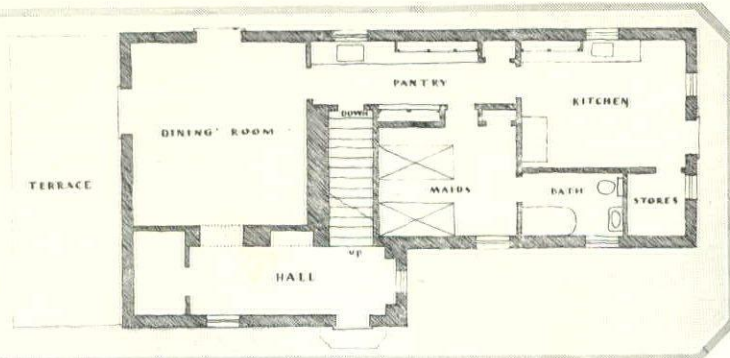 PANTRY
KITCHEN
DOWN
DINING ROOM
TERRACE
MAIDS
BATH
STORES
UP
HALL